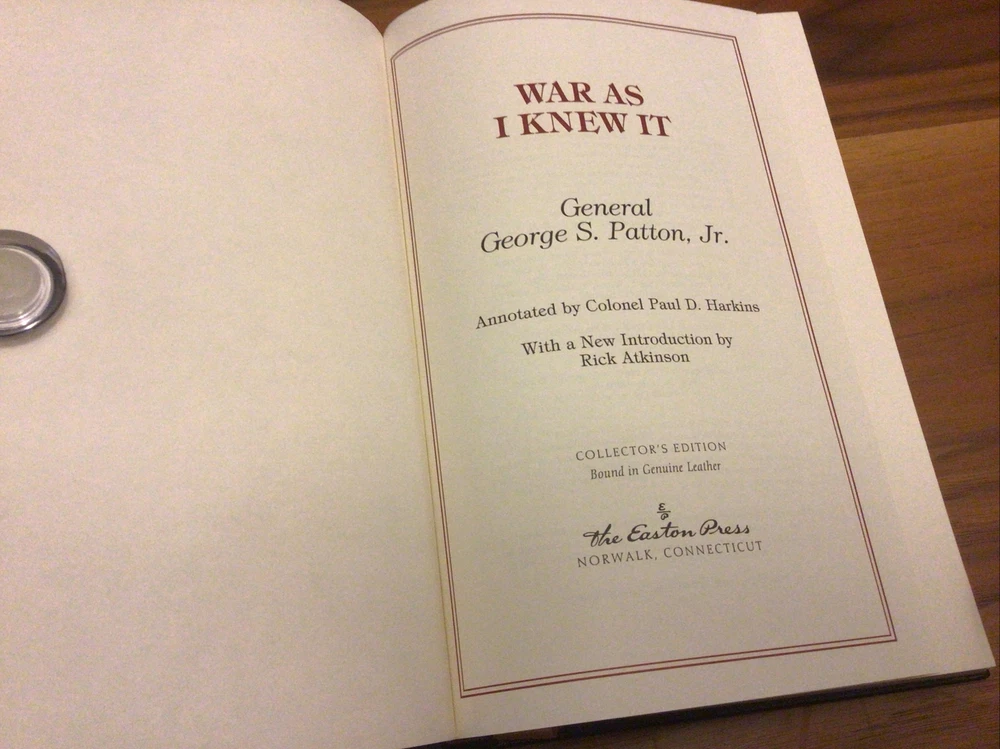 WAR AS
I KNEW IT
General
George S. Patton, Jr.
Annotated by Colonel Paul D. Harkins
With a New Introduction by
Rick Atkinson
COLLECTOR'S EDITION
Bound in Genuine Leather
E
P
The Easton Press
NORWALK, CONNECTICUT